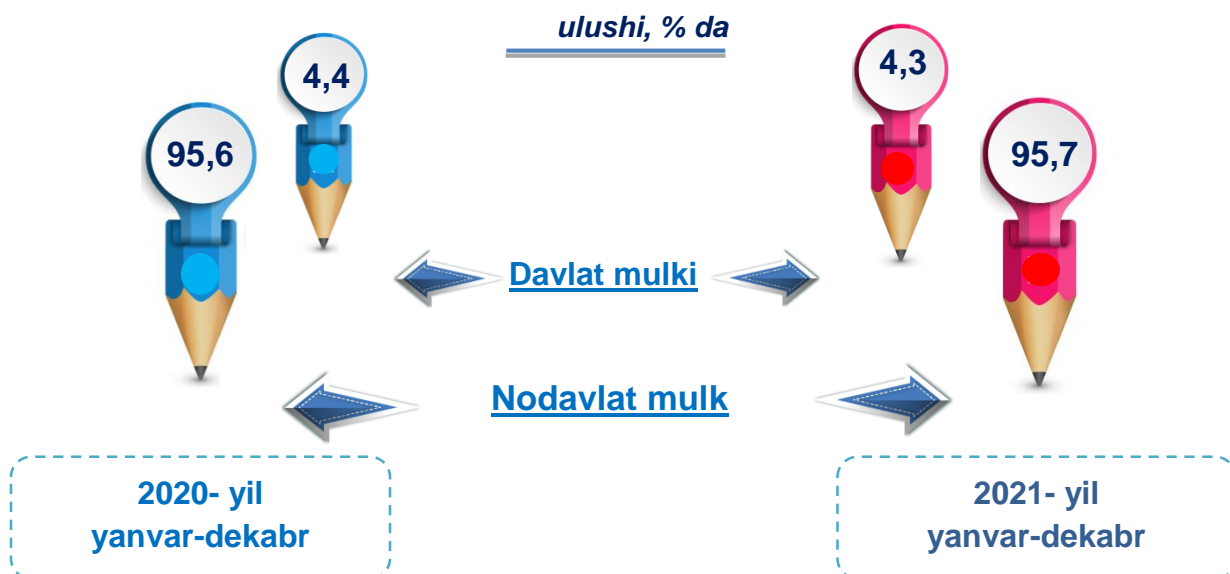 ulushi, % da
4,4
4,3
95,6
95,7
Davlat mulki
Nodavlat mulk
2020- yil
yanvar-dekabr
2021- yil
yanvar-dekabr